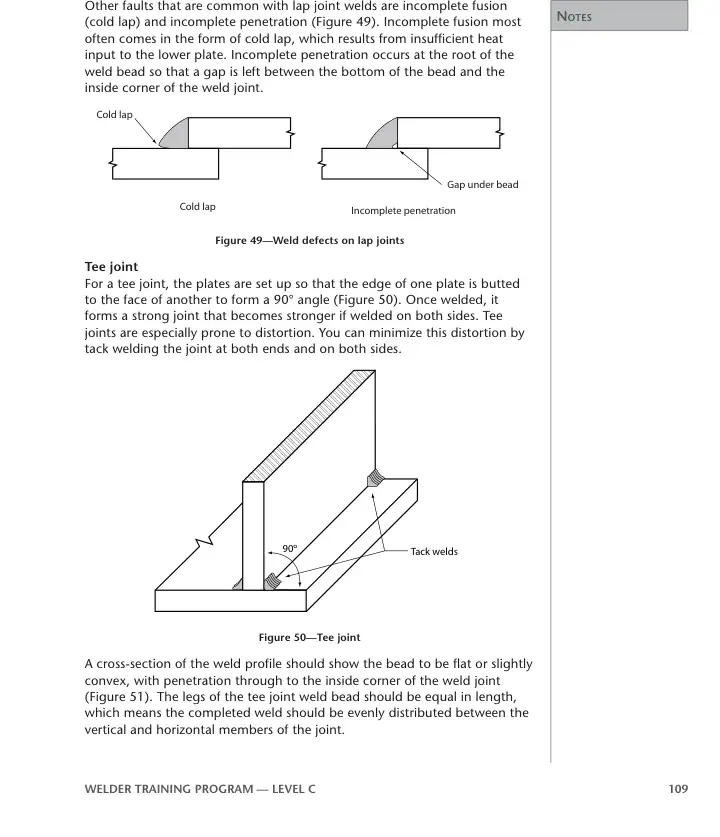 Other faults that are common with lap joint welds are incomplete fusion
(cold lap) and incomplete penetration (Figure 49). Incomplete fusion most
often comes in the form of cold lap, which results from insufficient heat
input to the lower plate. Incomplete penetration occurs at the root of the
weld bead so that a gap is left between the bottom of the bead and the
inside corner of the weld joint.
NOTES
Cold lap
Gap under bead
Cold lap
Incomplete penetration
Figure 49—Weld defects on lap joints
Tee joint
For a tee joint, the plates are set up so that the edge of one plate is butted
to the face of another to form a 90° angle (Figure 50). Once welded, it
forms a strong joint that becomes stronger if welded on both sides. Tee
joints are especially prone to distortion. You can minimize this distortion by
tack welding the joint at both ends and on both sides.
90°
Tack welds
Figure 50—Tee joint
A cross-section of the weld profile should show the bead to be flat or slightly
convex, with penetration through to the inside corner of the weld joint
(Figure 51). The legs of the tee joint weld bead should be equal in length,
which means the completed weld should be evenly distributed between the
vertical and horizontal members of the joint.
WELDER TRAINING PROGRAM — LEVEL C
109